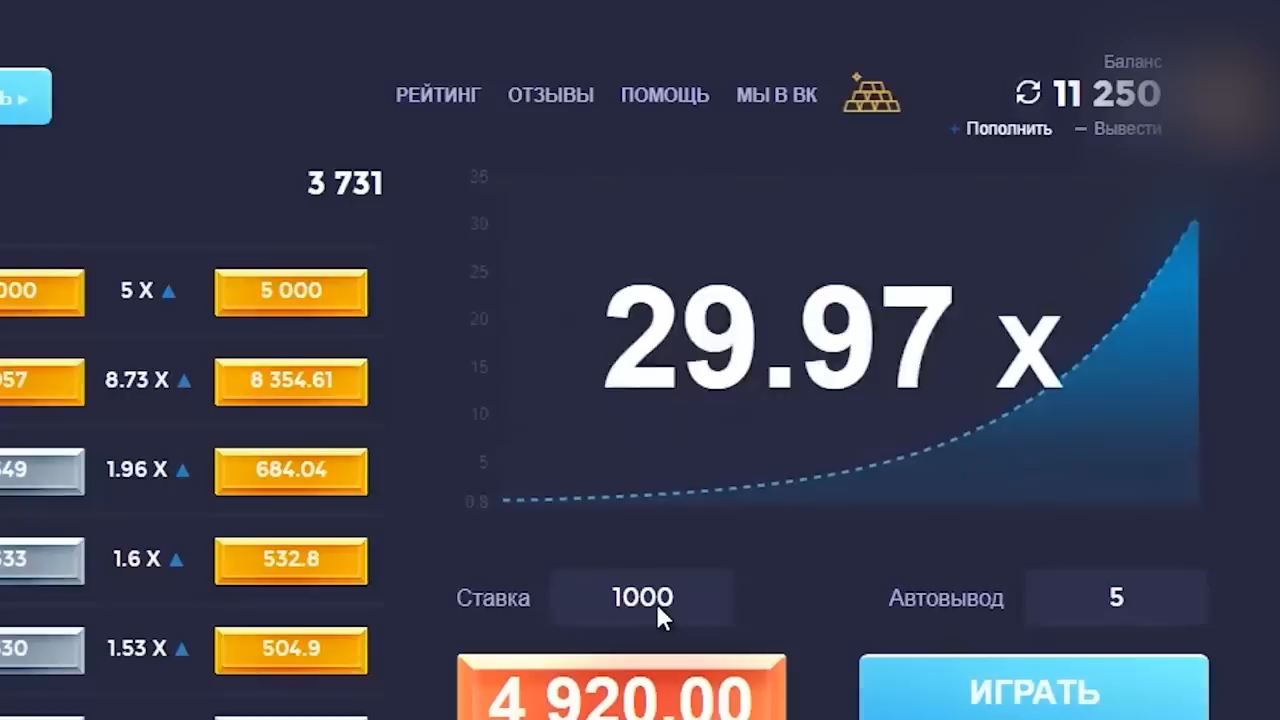 Баланс
РЕЙТИНГ ОТЗЫВЫ ПОМОЩЬ МЫ В ВК
11 250
+ Пополнить − Вывести
3 731
35
30
25
20
15
10
5
0.8
29.97 x
5 X 5 000
8.73 X 8 354.61
1.96 X 684.04
1.6 X 532.8
1.53 X 504.9
Ставка 1000 Автовывод 5
4 920.00 ИГРАТЬ